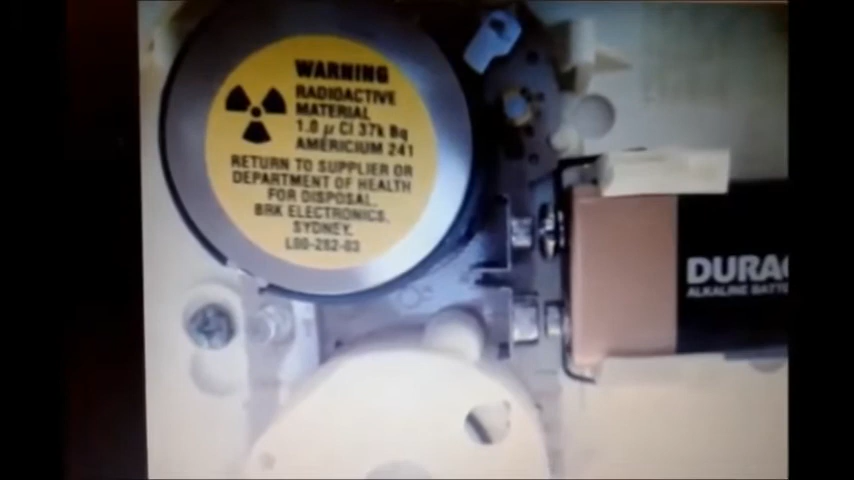 WARNING
RADIOACTIVE
MATERIAL
1.0 µ Ci 37k Bq
AMERICIUM 241
RETURN TO SUPPLIER OR
DEPARTMENT OF HEALTH
FOR DISPOSAL.
BRK ELECTRONICS,
SYDNEY.
L00-282-03
DURAC
ALKALINE BATTE